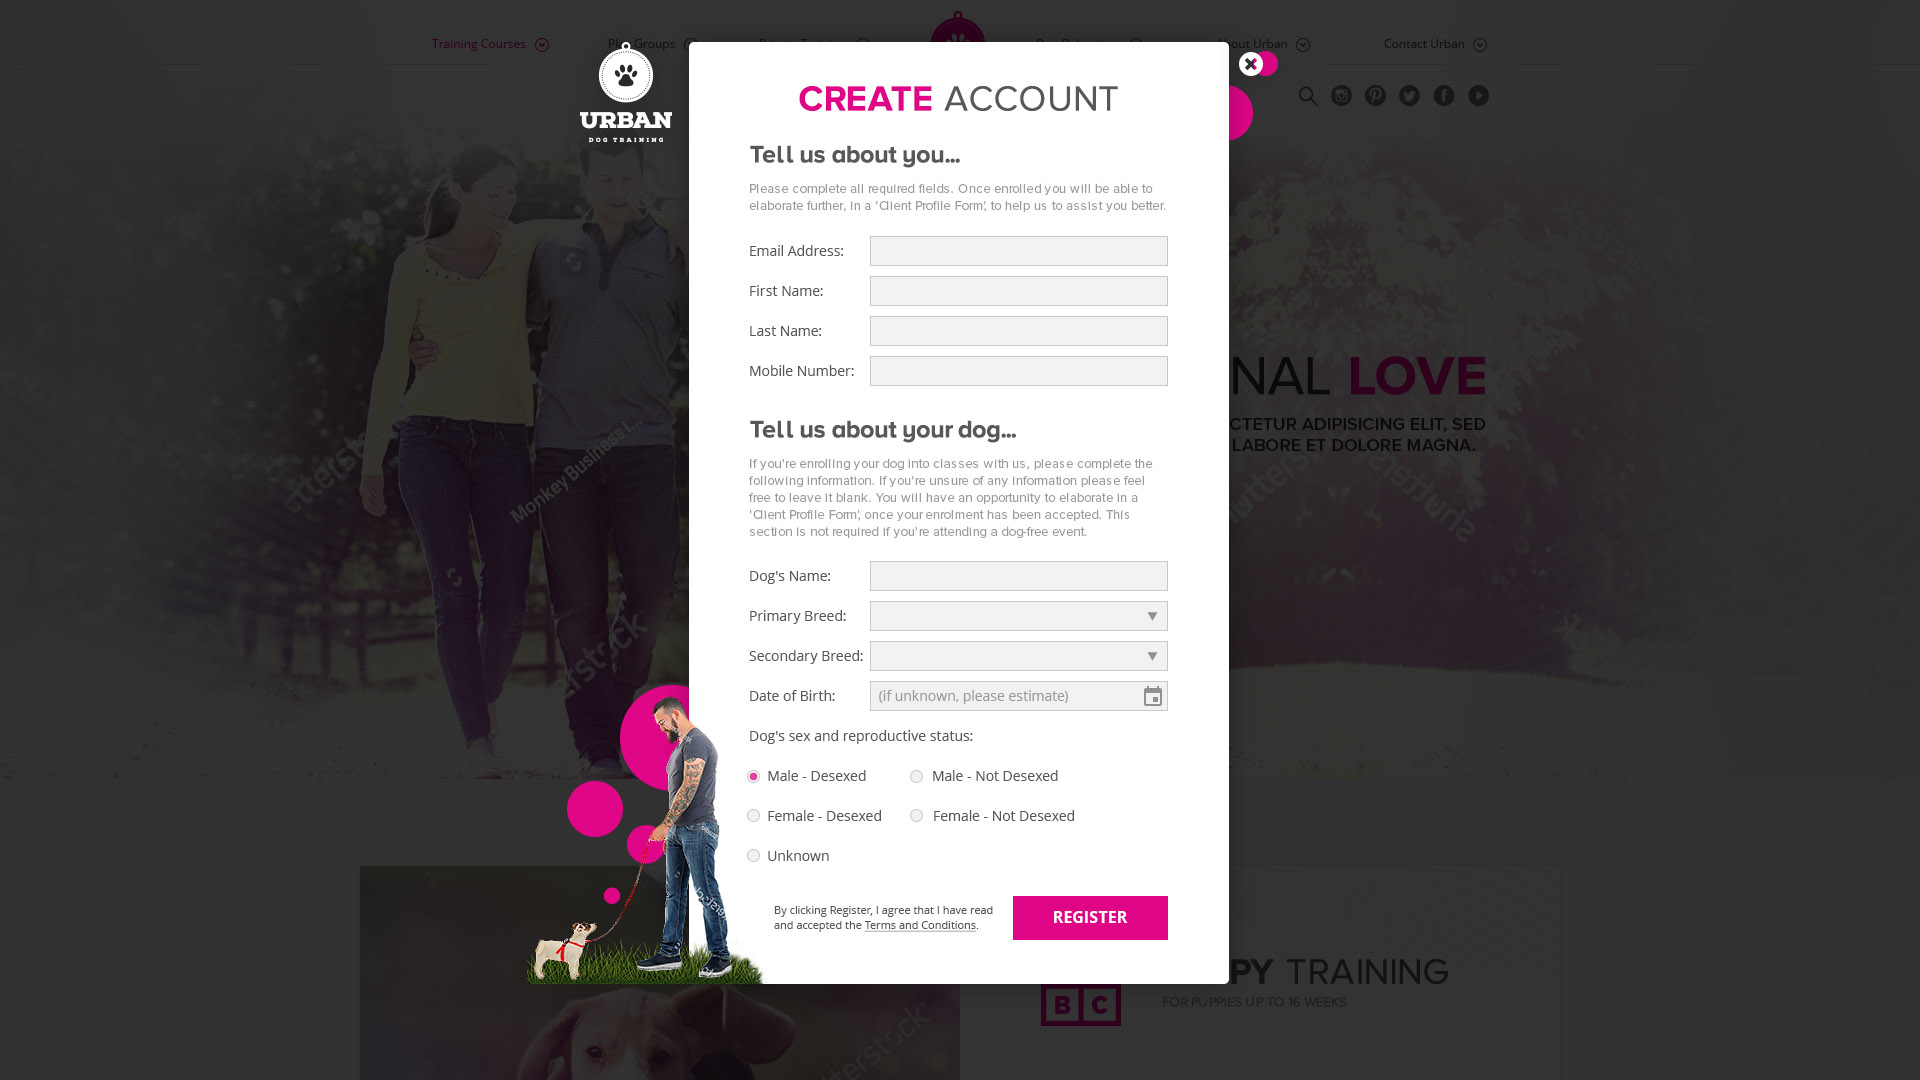 Training Courses
Groups
About Urban
Contact Urban
URBAN
DOG TRAINING
CREATE ACCOUNT
Tell us about you...
Please complete all required fields. Once enrolled you will be able to
elaborate further, in a 'Client Profile Form', to help us to assist you better.
Email Address:
First Name:
Last Name:
Mobile Number:
NAL LOVE
CTETUR ADIPISICING ELIT, SED
LABORE ET DOLORE MAGNA.
Tell us about your dog...
If you're enrolling your dog into classes with us, please complete the
following information. If you're unsure of any information please feel
free to leave it blank. You will have an opportunity to elaborate in a
'Client Profile Form', once your enrolment has been accepted. This
section is not required if you're attending a dog-free event.
Monkey Business I...
Dog's Name:
Primary Breed:
Secondary Breed:
Date of Birth: (if unknown, please estimate)
Dog's sex and reproductive status:
Male - Desexed Male - Not Desexed
Female - Desexed Female - Not Desexed
Unknown
By clicking Register, I agree that I have read
and accepted the Terms and Conditions.
REGISTER
PY TRAINING
FOR PUPPIES UP TO 16 WEEKS
B C